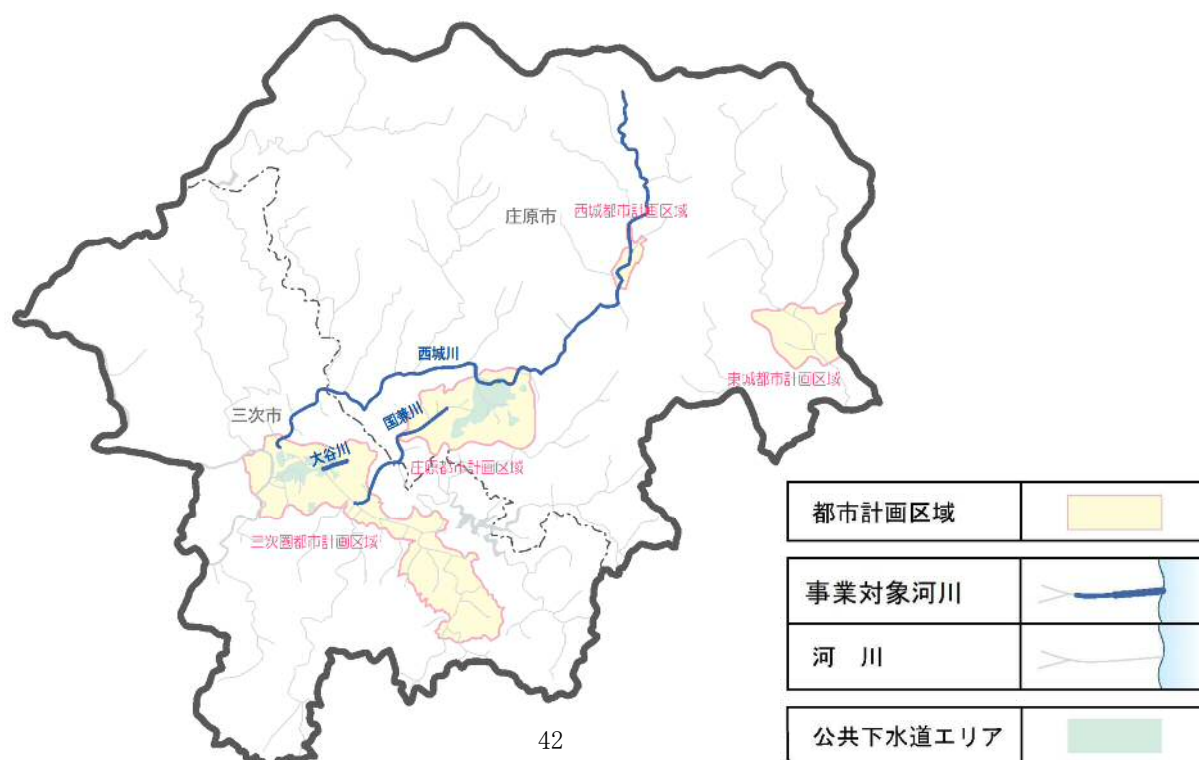 庄原市
西城都市計画区域
西城川
東城都市計画区域
三次市
国兼川
大谷川
庄原都市計画区域
三次圏都市計画区域
都市計画区域
事業対象河川
河 川
公共下水道エリア
42